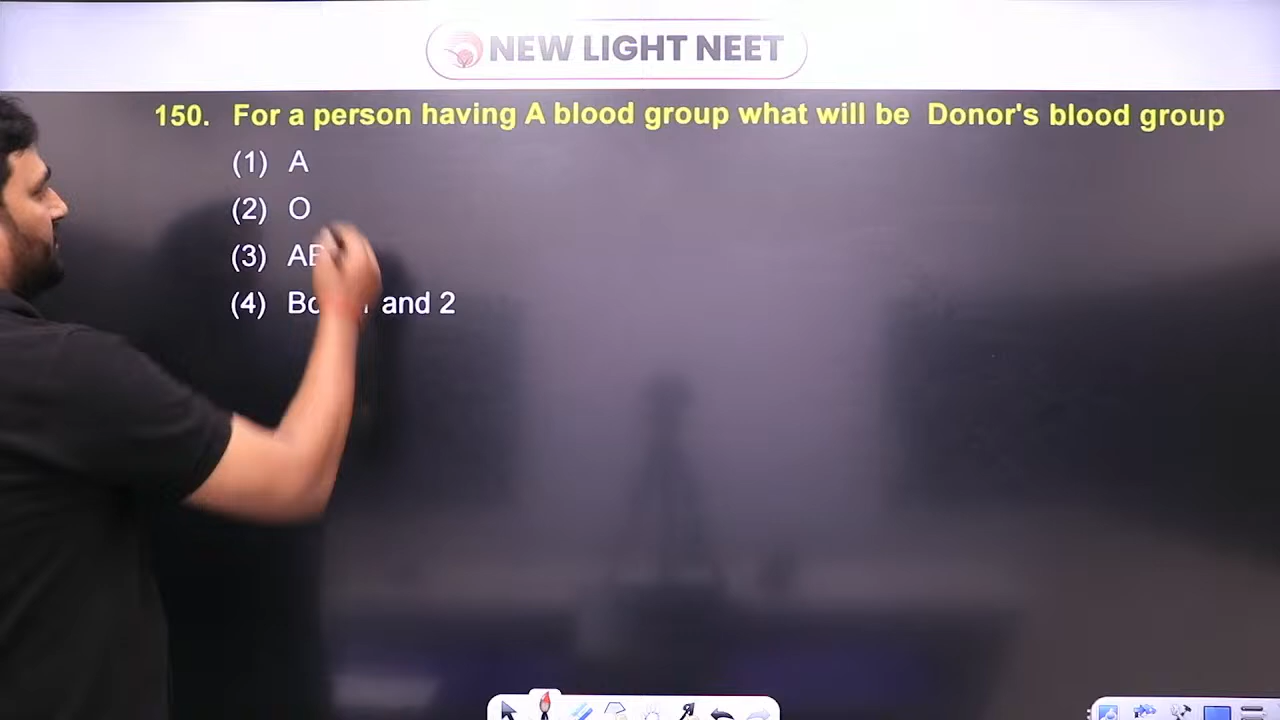 NEW LIGHT NEET
150. For a person having A blood group what will be Donor's blood group
(1) A
(2) O
(3)
(4) and 2